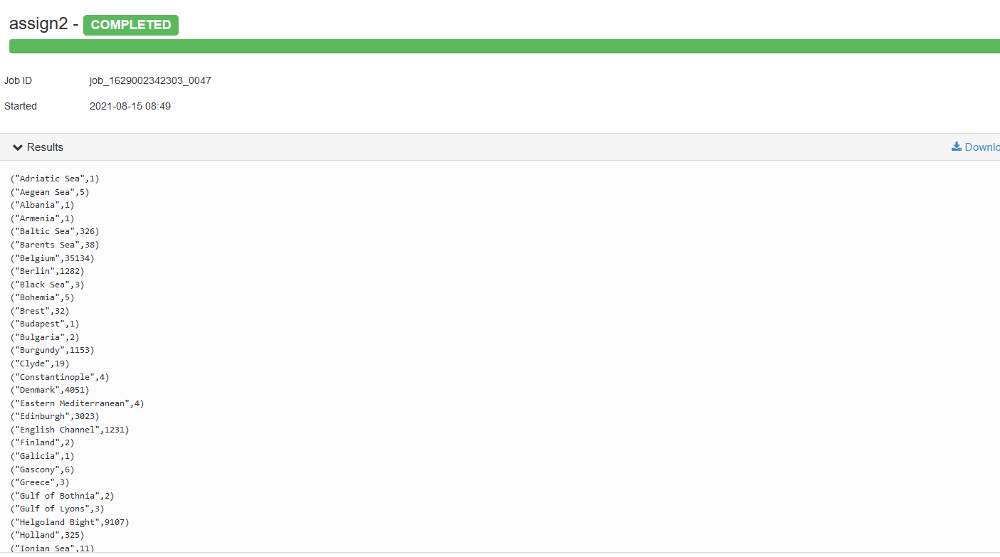 assign2 - COMPLETED
Job ID job_1629002342303_0047
Started 2021-08-15 08:49
Results Downlo
("Adriatic Sea",1)
("Aegean Sea",5)
("Albania",1)
("Armenia",1)
("Baltic Sea",326)
("Barents Sea",38)
("Belgium",35134)
("Berlin",1282)
("Black Sea",3)
("Bohemia",5)
("Brest",32)
("Budapest",1)
("Bulgaria",2)
("Burgundy",1153)
("Clyde",19)
("Constantinople",4)
("Denmark",4051)
("Eastern Mediterranean",4)
("Edinburgh",3023)
("English Channel",1231)
("Finland",2)
("Galicia",1)
("Gascony",6)
("Greece",3)
("Gulf of Bothnia",2)
("Gulf of Lyons",3)
("Helgoland Bight",9107)
("Holland",325)
("Ionian Sea",11)